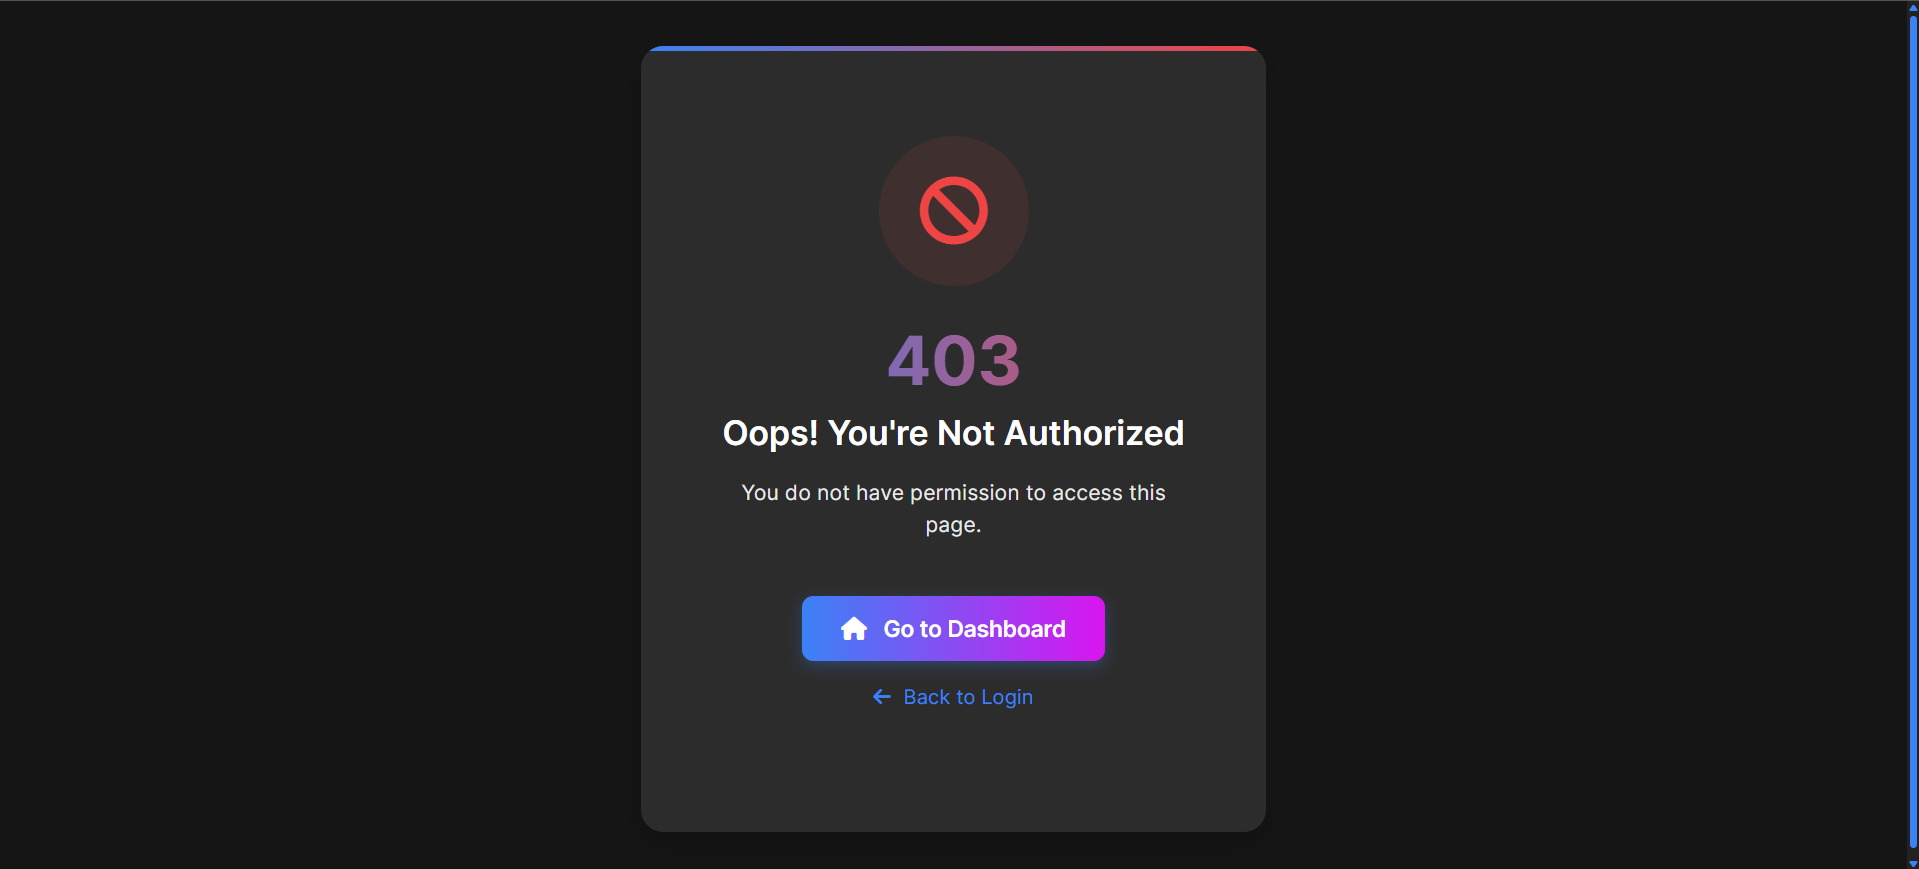 403
Oops! You're Not Authorized
You do not have permission to access this
page.
Go to Dashboard
Back to Login